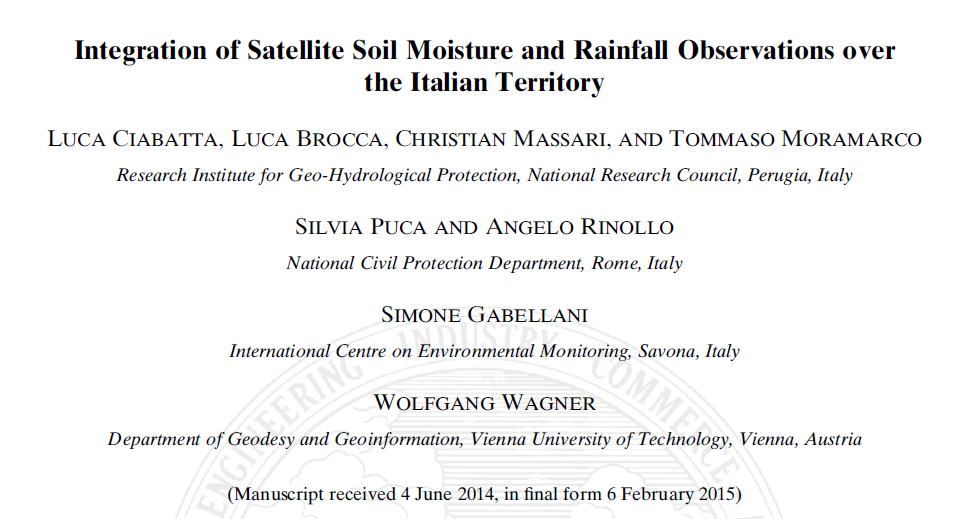 Integration of Satellite Soil Moisture and Rainfall Observations over
the Italian Territory
LUCA CIABATTA, LUCA BROCCA, CHRISTIAN MASSARI, AND TOMMASO MORAMARCO
Research Institute for Geo-Hydrological Protection, National Research Council, Perugia, Italy
SILVIA PUCA AND ANGELO RINOLLO
National Civil Protection Department, Rome, Italy
SIMONE GABELLANI
International Centre on Environmental Monitoring, Savona, Italy
WOLFGANG WAGNER
Department of Geodesy and Geoinformation, Vienna University of Technology, Vienna, Austria
(Manuscript received 4 June 2014, in final form 6 February 2015)
ENGINEERING INDUSTRY COMMERCE